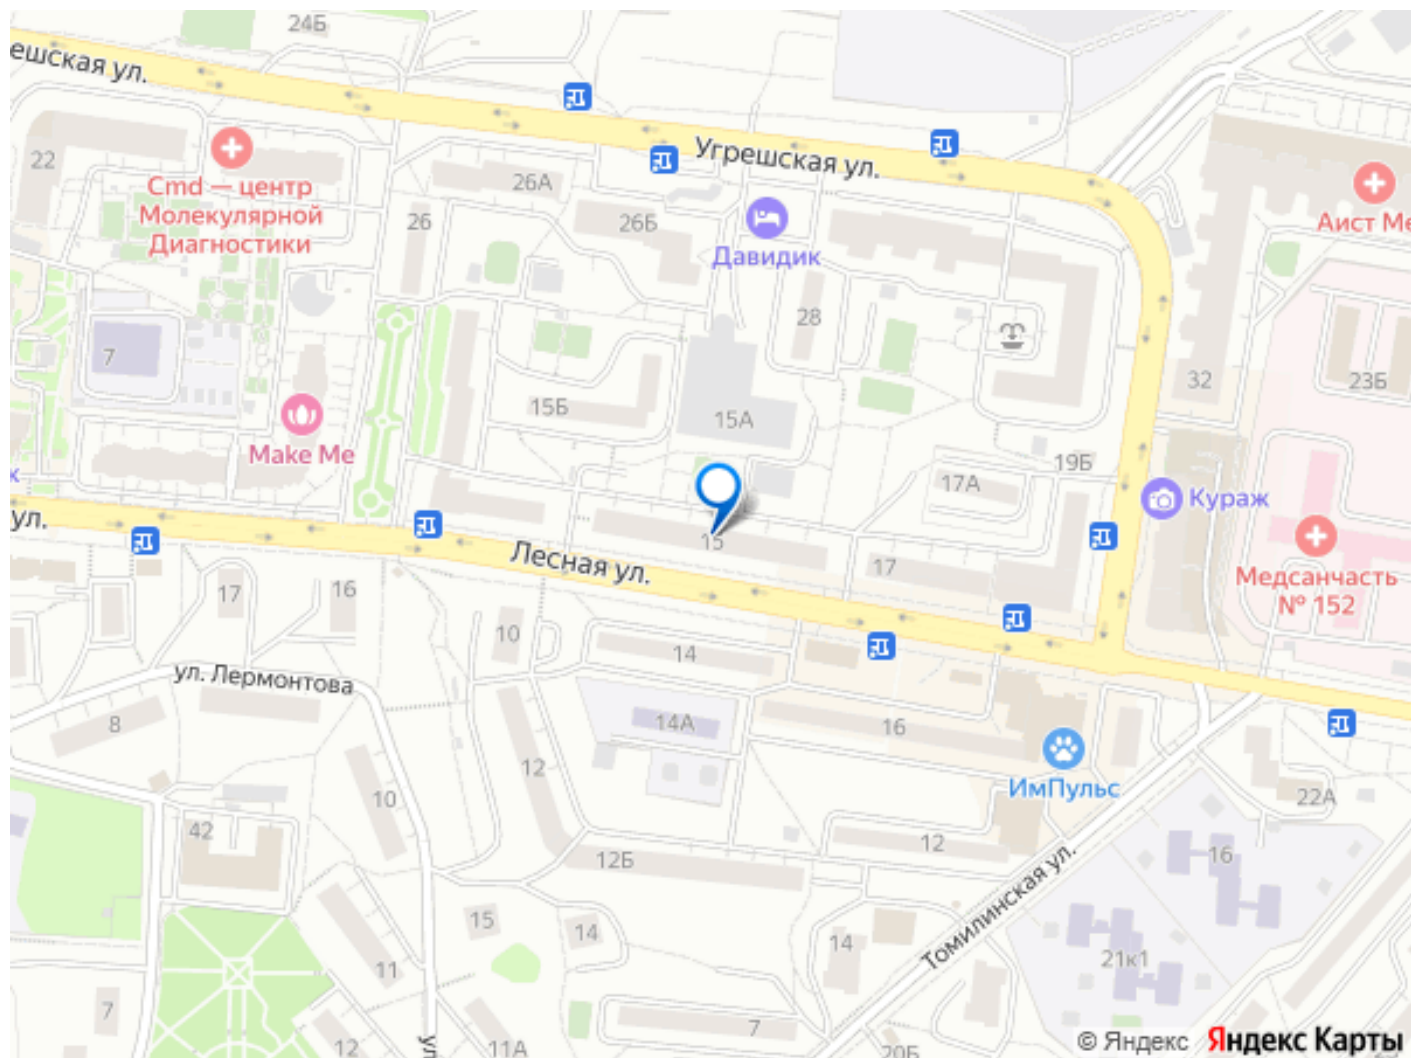 24Б
ешская ул.
Угрешская ул.
22
Cmd — центр
Молекулярной
Диагностики
26А
26
26Б
Давидик
Аист Ме
28
7
32
23Б
15Б
15А
Make Me
19Б
17А
Кураж
к
ул.
Лесная ул.
15
17
Медсанчасть
№ 152
17
16
10
14
ул. Лермонтова
8
14А
16
12
ИмПульс
10
22А
42
12
12Б
16
Томилинская ул.
15
14
14
21к1
11
7
7
12
ул
11А
20Б
© Яндекс Яндекс Карты